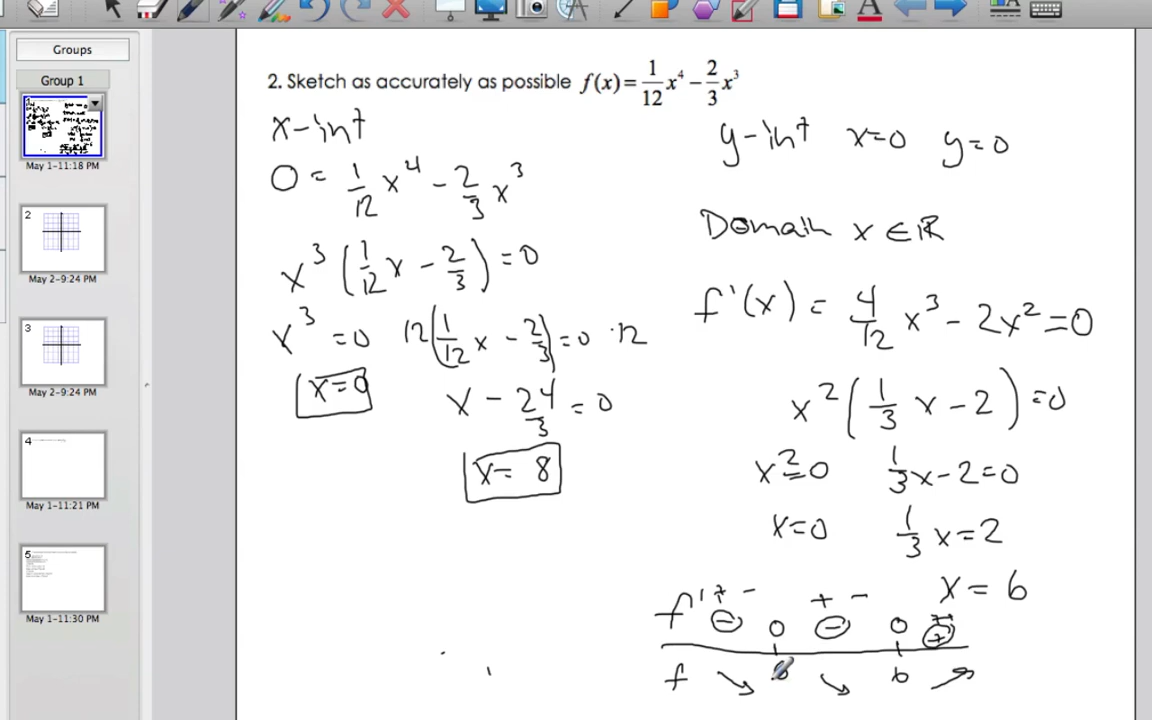 Groups
Group 1
May 1-11:18 PM
2
May 2-9:24 PM
3
May 2-9:24 PM
4
May 1-11:21 PM
5
May 1-11:30 PM
2. Sketch as accurately as possible f(x) = 1/12 x⁴ − 2/3 x³
x-int
0 = 1/12 x⁴ − 2/3 x³
x³ (1/12 x − 2/3) = 0
x³ = 0 12(1/12 x − 2/3) = 0 ·12
x=0 x − 24/3 = 0
x= 8
y-int x=0 y=0
Domain x ∈ ℝ
f'(x) = 4/12 x³ − 2x² = 0
x² (1/3 x − 2) = 0
x² = 0 1/3 x − 2 = 0
x=0 1/3 x = 2
x = 6
+ − + −
f' − 0 − 0 +
f ↘ ↘ 6 ↗